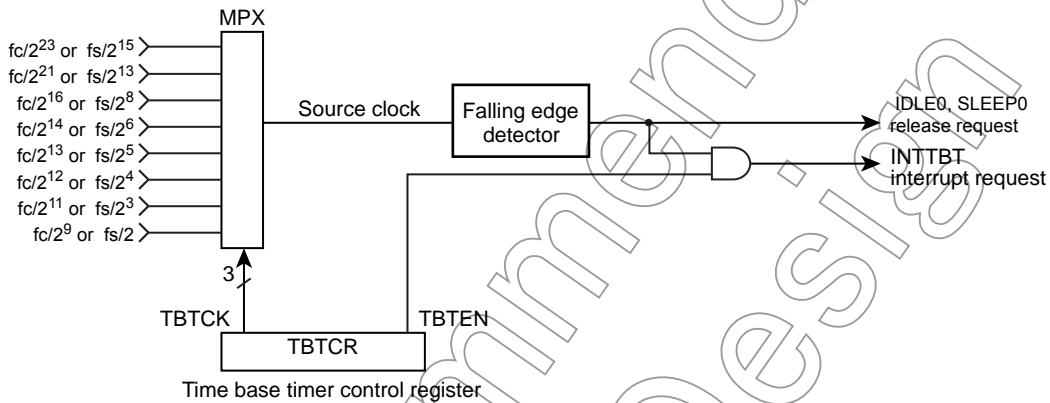 MPX
fc/2^23 or fs/2^15
fc/2^21 or fs/2^13
fc/2^16 or fs/2^8
fc/2^14 or fs/2^6
fc/2^13 or fs/2^5
fc/2^12 or fs/2^4
fc/2^11 or fs/2^3
fc/2^9 or fs/2
Source clock
Falling edge
detector
IDLE0, SLEEP0
release request
INTTBT
interrupt request
3
TBTCK
TBTEN
TBTCR
Time base timer control register
Design